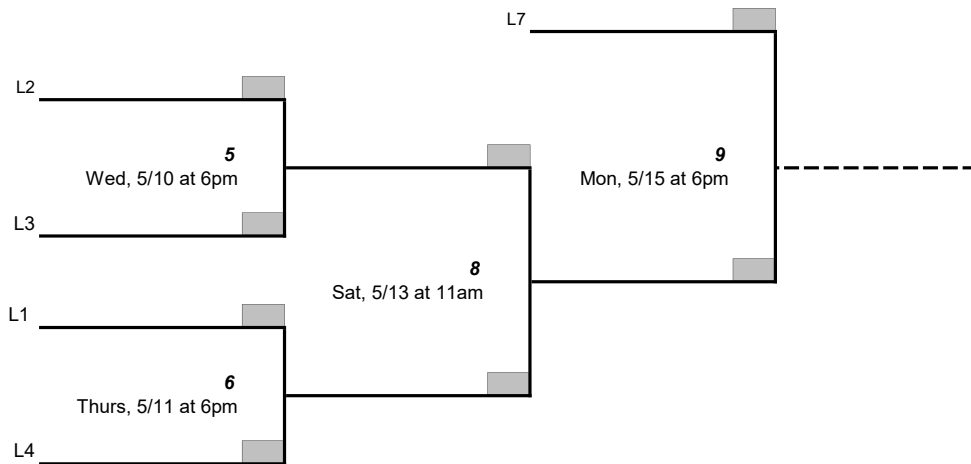 L7
L2
5
Wed, 5/10 at 6pm
9
Mon, 5/15 at 6pm
L3
8
Sat, 5/13 at 11am
L1
6
Thurs, 5/11 at 6pm
L4